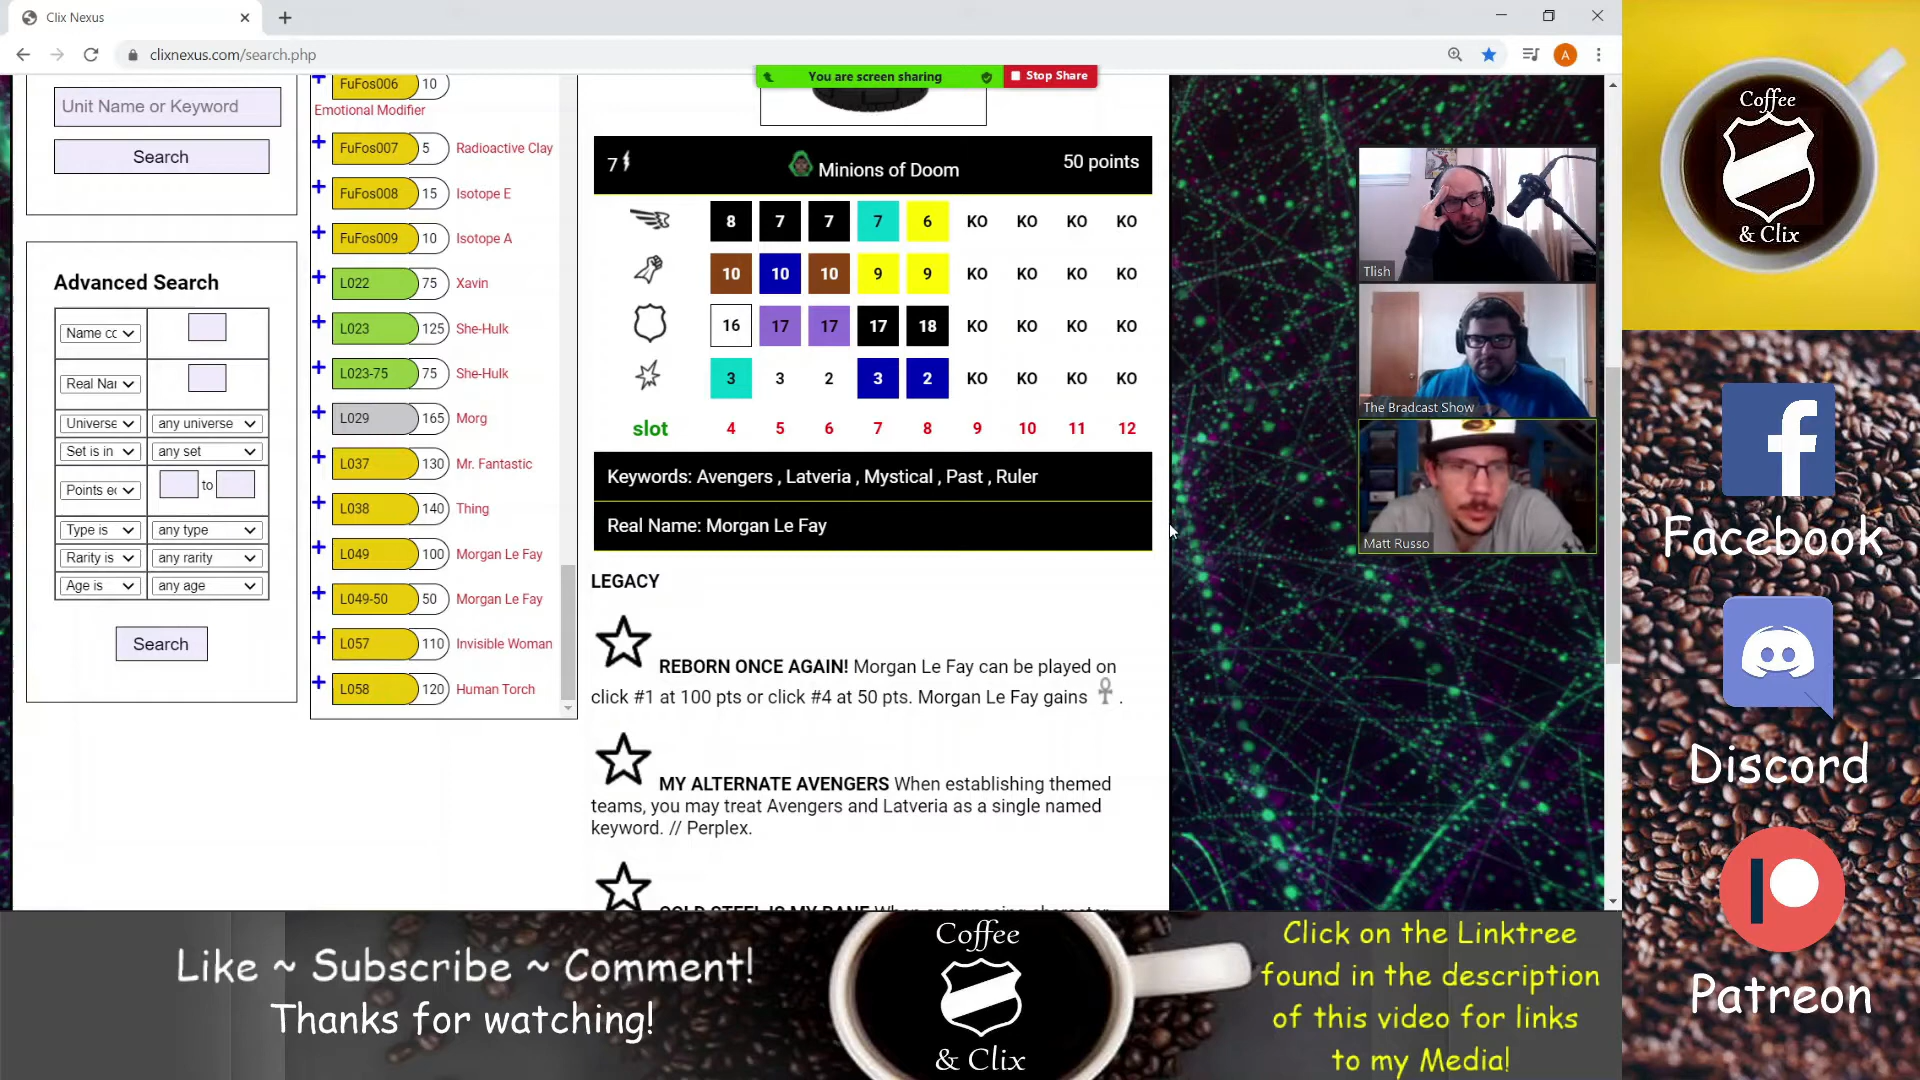 Clix Nexus
clixnexus.com/search.php
A
You are screen sharing
Stop Share
Unit Name or Keyword
Search
Advanced Search
Name cc
Real Nar
Universe any universe
Set is in any set
Points ec to
Type is any type
Rarity is any rarity
Age is any age
Search
FuFos006 10
Emotional Modifier
FuFos007 5 Radioactive Clay
FuFos008 15 Isotope E
FuFos009 10 Isotope A
L022 75 Xavin
L023 125 She-Hulk
L023-75 75 She-Hulk
L029 165 Morg
L037 130 Mr. Fantastic
L038 140 Thing
L049 100 Morgan Le Fay
L049-50 50 Morgan Le Fay
L057 110 Invisible Woman
L058 120 Human Torch
7 Minions of Doom 50 points
8 7 7 7 6 KO KO KO KO
10 10 10 9 9 KO KO KO KO
16 17 17 17 18 KO KO KO KO
3 3 2 3 2 KO KO KO KO
slot 4 5 6 7 8 9 10 11 12
Keywords: Avengers , Latveria , Mystical , Past , Ruler
Real Name: Morgan Le Fay
LEGACY
REBORN ONCE AGAIN! Morgan Le Fay can be played on
click #1 at 100 pts or click #4 at 50 pts. Morgan Le Fay gains .
MY ALTERNATE AVENGERS When establishing themed
teams, you may treat Avengers and Latveria as a single named
keyword. // Perplex.
COLD STEEL IS MY BANE When an opposing character
Tlish
The Bradcast Show
Matt Russo
Coffee
& Clix
Facebook
Discord
Patreon
Like ~ Subscribe ~ Comment!
Thanks for watching!
Coffee
& Clix
Click on the Linktree
found in the description
of this video for links
to my Media!